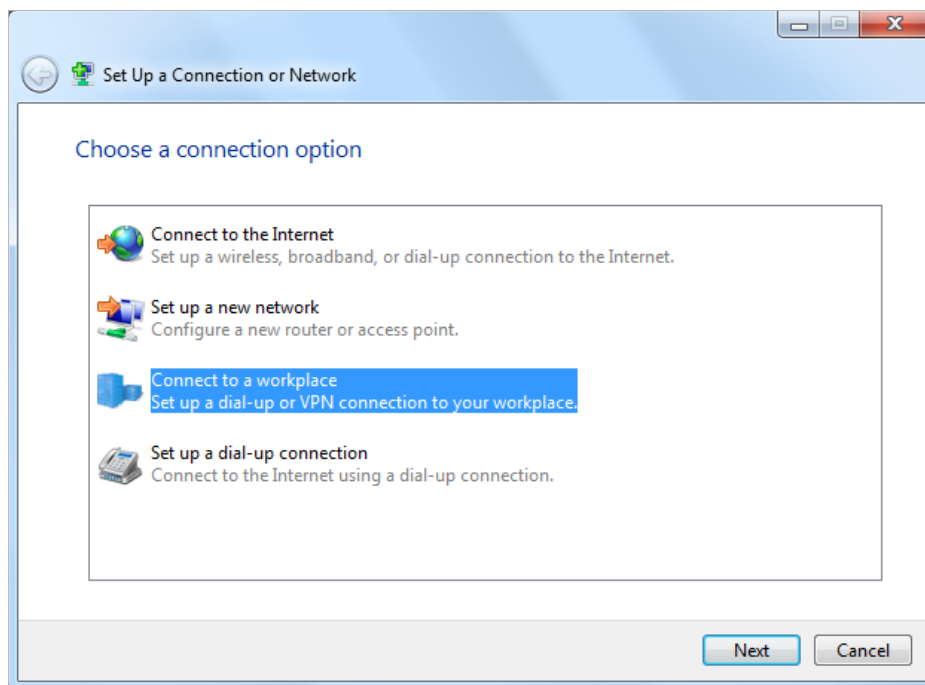 Set Up a Connection or Network
Choose a connection option
Connect to the Internet
Set up a wireless, broadband, or dial-up connection to the Internet.
Set up a new network
Configure a new router or access point.
Connect to a workplace
Set up a dial-up or VPN connection to your workplace.
Set up a dial-up connection
Connect to the Internet using a dial-up connection.
Next
Cancel